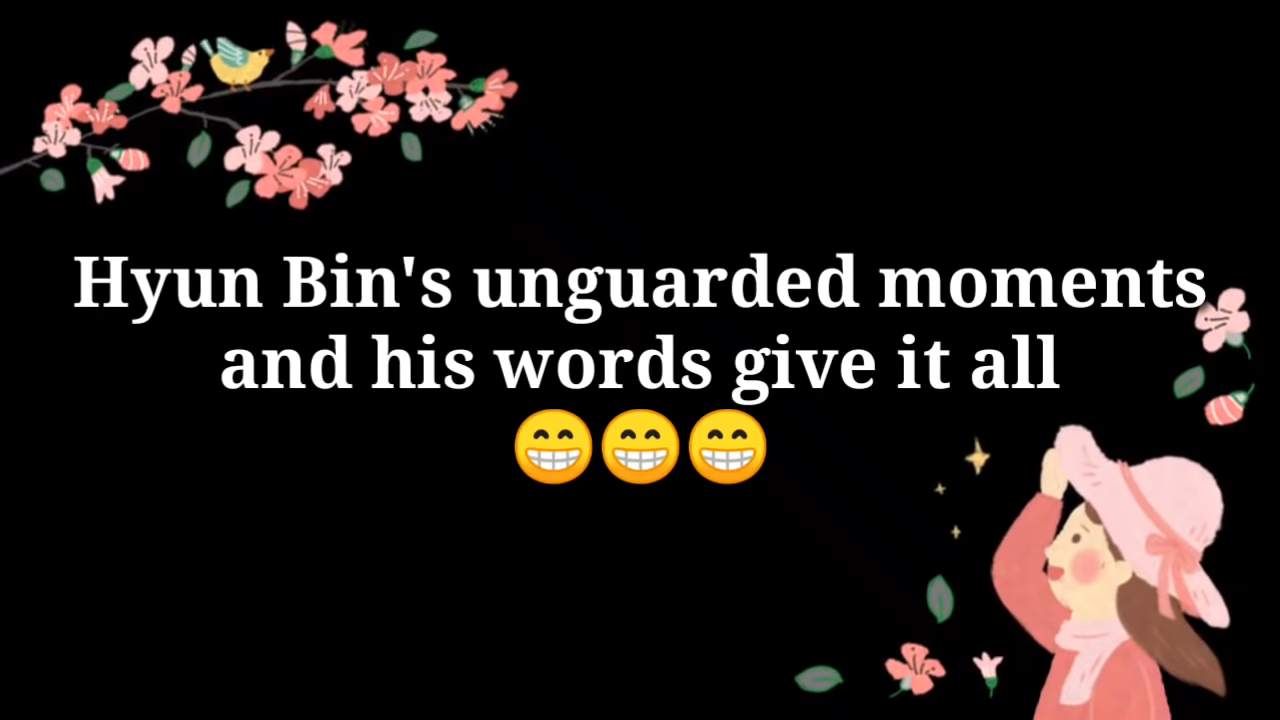 Hyun Bin's unguarded moments
and his words give it all
😁😁😁